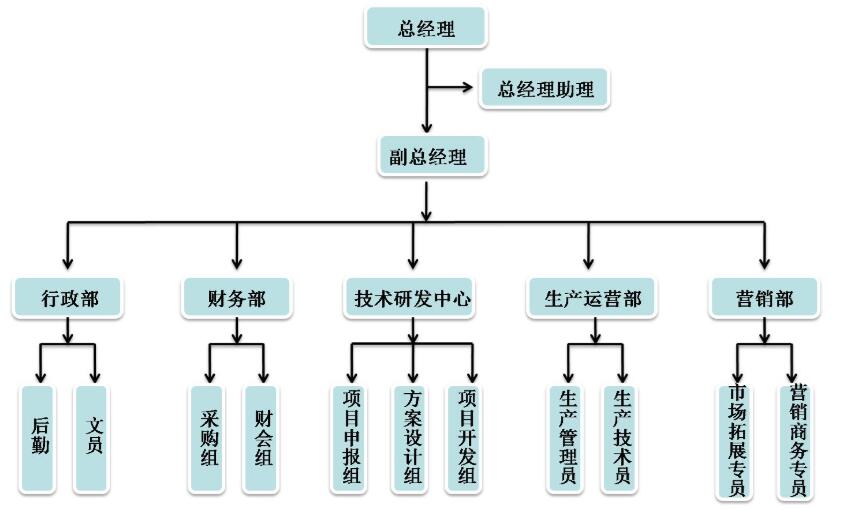 总经理
总经理助理
副总经理
行政部
财务部
技术研发中心
生产运营部
营销部
后勤
文员
采购组
财会组
项目申报组
方案设计组
项目开发组
生产管理员
生产技术员
市场拓展专员
营销商务专员